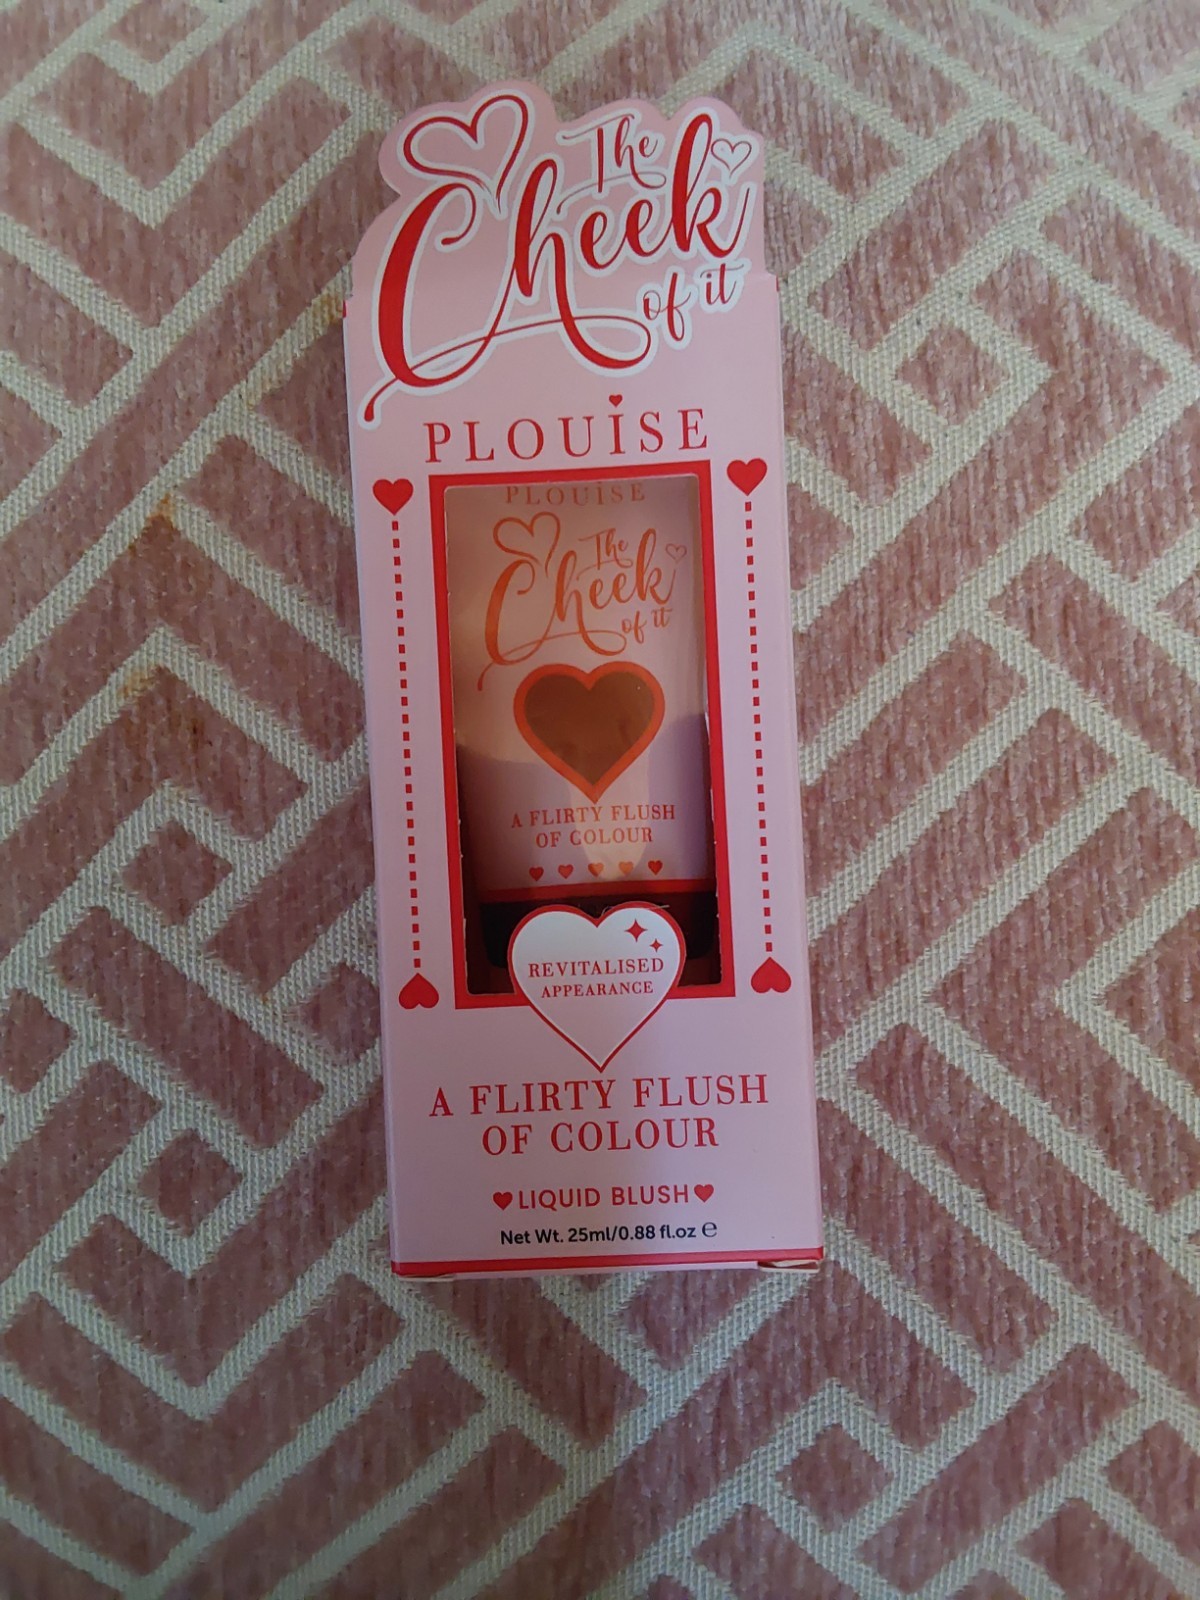 The
Cheek
of it
PLOUISE
PLOUISE
The
Cheek
of it
A FLIRTY FLUSH
OF COLOUR
REVITALISED
APPEARANCE
A FLIRTY FLUSH
OF COLOUR
LIQUID BLUSH
Net Wt. 25ml/0.88 fl.oz ℮